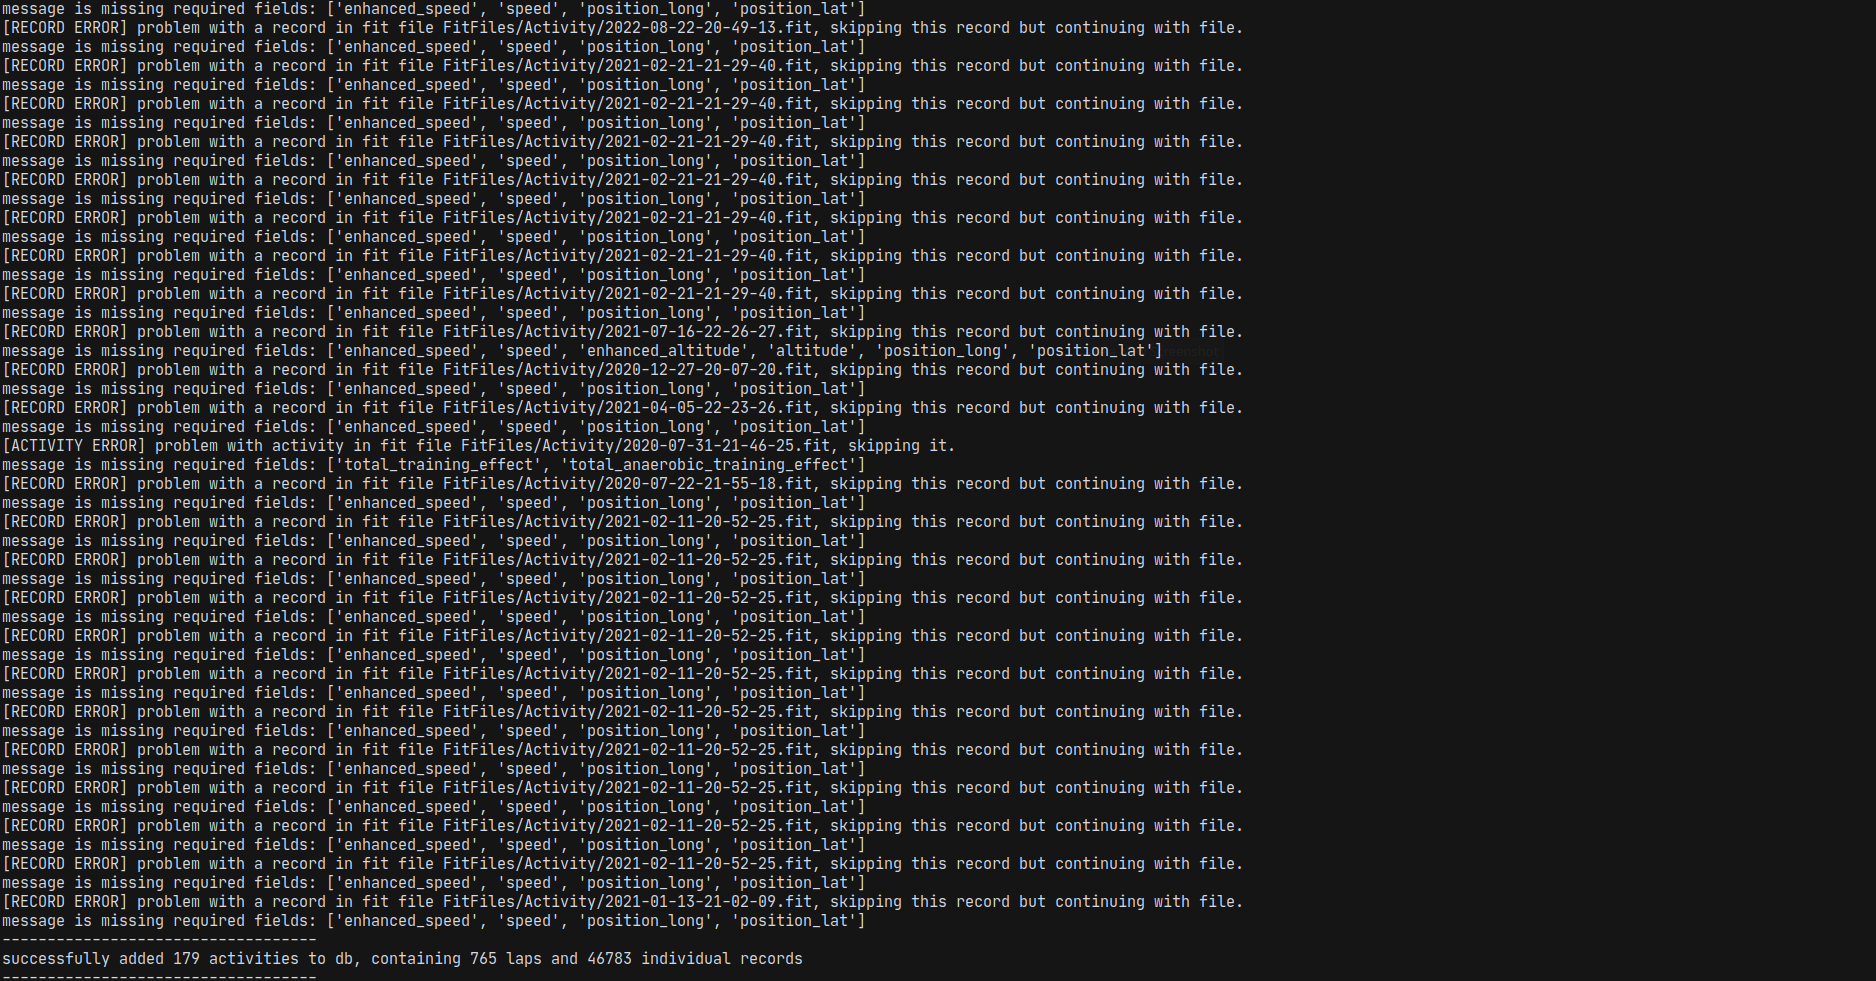 message is missing required fields: ['enhanced_speed', 'speed', 'position_long', 'position_lat']
[RECORD ERROR] problem with a record in fit file FitFiles/Activity/2022-08-22-20-49-13.fit, skipping this record but continuing with file.
message is missing required fields: ['enhanced_speed', 'speed', 'position_long', 'position_lat']
[RECORD ERROR] problem with a record in fit file FitFiles/Activity/2021-02-21-21-29-40.fit, skipping this record but continuing with file.
message is missing required fields: ['enhanced_speed', 'speed', 'position_long', 'position_lat']
[RECORD ERROR] problem with a record in fit file FitFiles/Activity/2021-02-21-21-29-40.fit, skipping this record but continuing with file.
message is missing required fields: ['enhanced_speed', 'speed', 'position_long', 'position_lat']
[RECORD ERROR] problem with a record in fit file FitFiles/Activity/2021-02-21-21-29-40.fit, skipping this record but continuing with file.
message is missing required fields: ['enhanced_speed', 'speed', 'position_long', 'position_lat']
[RECORD ERROR] problem with a record in fit file FitFiles/Activity/2021-02-21-21-29-40.fit, skipping this record but continuing with file.
message is missing required fields: ['enhanced_speed', 'speed', 'position_long', 'position_lat']
[RECORD ERROR] problem with a record in fit file FitFiles/Activity/2021-02-21-21-29-40.fit, skipping this record but continuing with file.
message is missing required fields: ['enhanced_speed', 'speed', 'position_long', 'position_lat']
[RECORD ERROR] problem with a record in fit file FitFiles/Activity/2021-02-21-21-29-40.fit, skipping this record but continuing with file.
message is missing required fields: ['enhanced_speed', 'speed', 'position_long', 'position_lat']
[RECORD ERROR] problem with a record in fit file FitFiles/Activity/2021-02-21-21-29-40.fit, skipping this record but continuing with file.
message is missing required fields: ['enhanced_speed', 'speed', 'position_long', 'position_lat']
[RECORD ERROR] problem with a record in fit file FitFiles/Activity/2021-07-16-22-26-27.fit, skipping this record but continuing with file.
message is missing required fields: ['enhanced_speed', 'speed', 'enhanced_altitude', 'altitude', 'position_long', 'position_lat']
[RECORD ERROR] problem with a record in fit file FitFiles/Activity/2020-12-27-20-07-20.fit, skipping this record but continuing with file.
message is missing required fields: ['enhanced_speed', 'speed', 'position_long', 'position_lat']
[RECORD ERROR] problem with a record in fit file FitFiles/Activity/2021-04-05-22-23-26.fit, skipping this record but continuing with file.
message is missing required fields: ['enhanced_speed', 'speed', 'position_long', 'position_lat']
[ACTIVITY ERROR] problem with activity in fit file FitFiles/Activity/2020-07-31-21-46-25.fit, skipping it.
message is missing required fields: ['total_training_effect', 'total_anaerobic_training_effect']
[RECORD ERROR] problem with a record in fit file FitFiles/Activity/2020-07-22-21-55-18.fit, skipping this record but continuing with file.
message is missing required fields: ['enhanced_speed', 'speed', 'position_long', 'position_lat']
[RECORD ERROR] problem with a record in fit file FitFiles/Activity/2021-02-11-20-52-25.fit, skipping this record but continuing with file.
message is missing required fields: ['enhanced_speed', 'speed', 'position_long', 'position_lat']
[RECORD ERROR] problem with a record in fit file FitFiles/Activity/2021-02-11-20-52-25.fit, skipping this record but continuing with file.
message is missing required fields: ['enhanced_speed', 'speed', 'position_long', 'position_lat']
[RECORD ERROR] problem with a record in fit file FitFiles/Activity/2021-02-11-20-52-25.fit, skipping this record but continuing with file.
message is missing required fields: ['enhanced_speed', 'speed', 'position_long', 'position_lat']
[RECORD ERROR] problem with a record in fit file FitFiles/Activity/2021-02-11-20-52-25.fit, skipping this record but continuing with file.
message is missing required fields: ['enhanced_speed', 'speed', 'position_long', 'position_lat']
[RECORD ERROR] problem with a record in fit file FitFiles/Activity/2021-02-11-20-52-25.fit, skipping this record but continuing with file.
message is missing required fields: ['enhanced_speed', 'speed', 'position_long', 'position_lat']
[RECORD ERROR] problem with a record in fit file FitFiles/Activity/2021-02-11-20-52-25.fit, skipping this record but continuing with file.
message is missing required fields: ['enhanced_speed', 'speed', 'position_long', 'position_lat']
[RECORD ERROR] problem with a record in fit file FitFiles/Activity/2021-02-11-20-52-25.fit, skipping this record but continuing with file.
message is missing required fields: ['enhanced_speed', 'speed', 'position_long', 'position_lat']
[RECORD ERROR] problem with a record in fit file FitFiles/Activity/2021-02-11-20-52-25.fit, skipping this record but continuing with file.
message is missing required fields: ['enhanced_speed', 'speed', 'position_long', 'position_lat']
[RECORD ERROR] problem with a record in fit file FitFiles/Activity/2021-02-11-20-52-25.fit, skipping this record but continuing with file.
message is missing required fields: ['enhanced_speed', 'speed', 'position_long', 'position_lat']
[RECORD ERROR] problem with a record in fit file FitFiles/Activity/2021-02-11-20-52-25.fit, skipping this record but continuing with file.
message is missing required fields: ['enhanced_speed', 'speed', 'position_long', 'position_lat']
[RECORD ERROR] problem with a record in fit file FitFiles/Activity/2021-01-13-21-02-09.fit, skipping this record but continuing with file.
message is missing required fields: ['enhanced_speed', 'speed', 'position_long', 'position_lat']
-----------------------------------
successfully added 179 activities to db, containing 765 laps and 46783 individual records
-----------------------------------